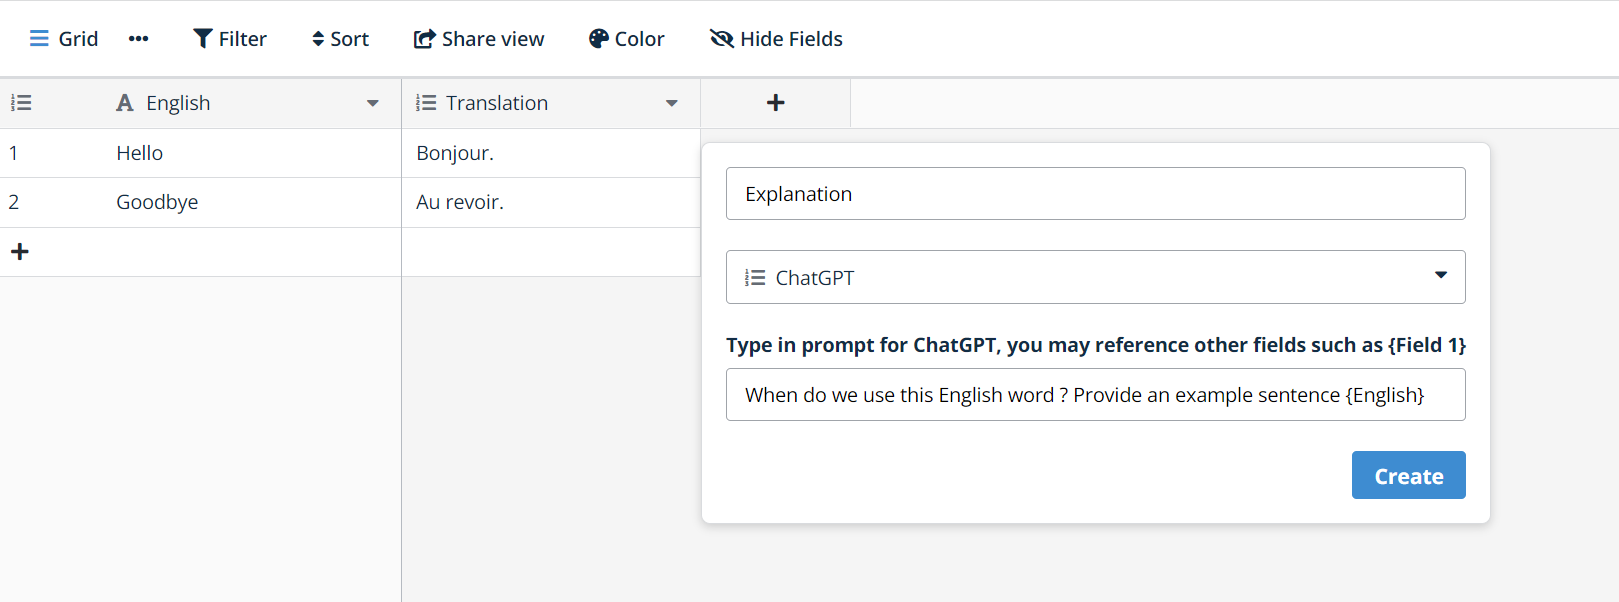 Grid ••• Filter Sort Share view Color Hide Fields
English Translation
1 Hello Bonjour.
2 Goodbye Au revoir.
Explanation
ChatGPT
Type in prompt for ChatGPT, you may reference other fields such as {Field 1}
When do we use this English word ? Provide an example sentence {English}
Create